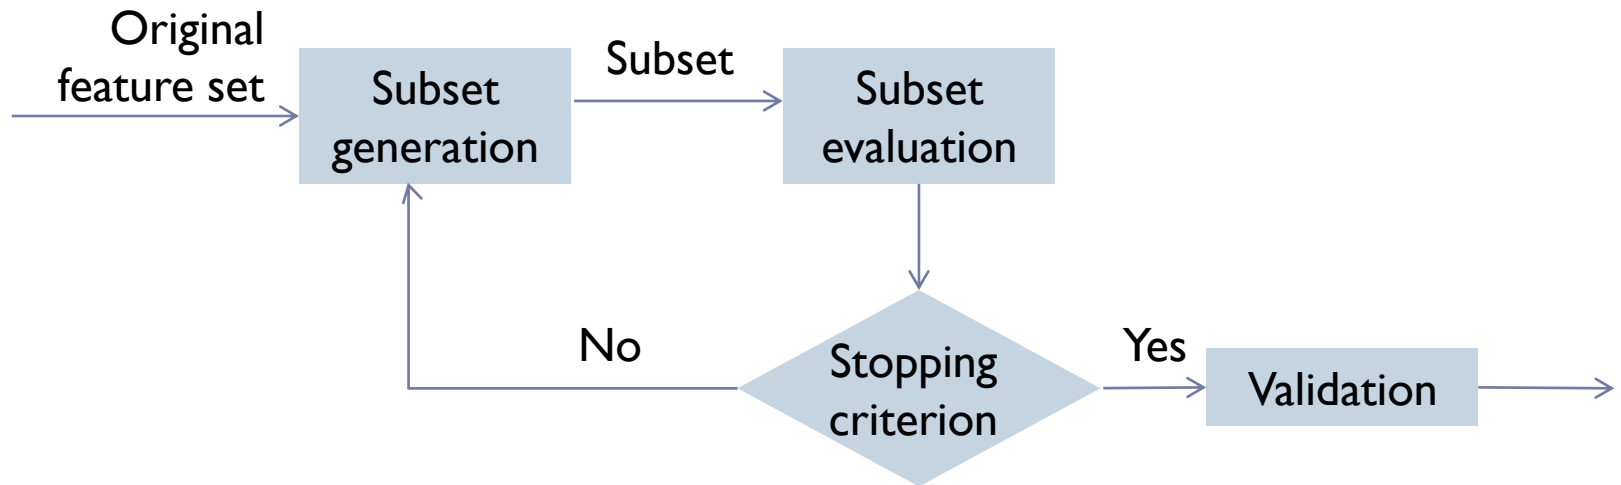 Original
feature set
Subset
generation
Subset
Subset
evaluation
No
Stopping
criterion
Yes
Validation